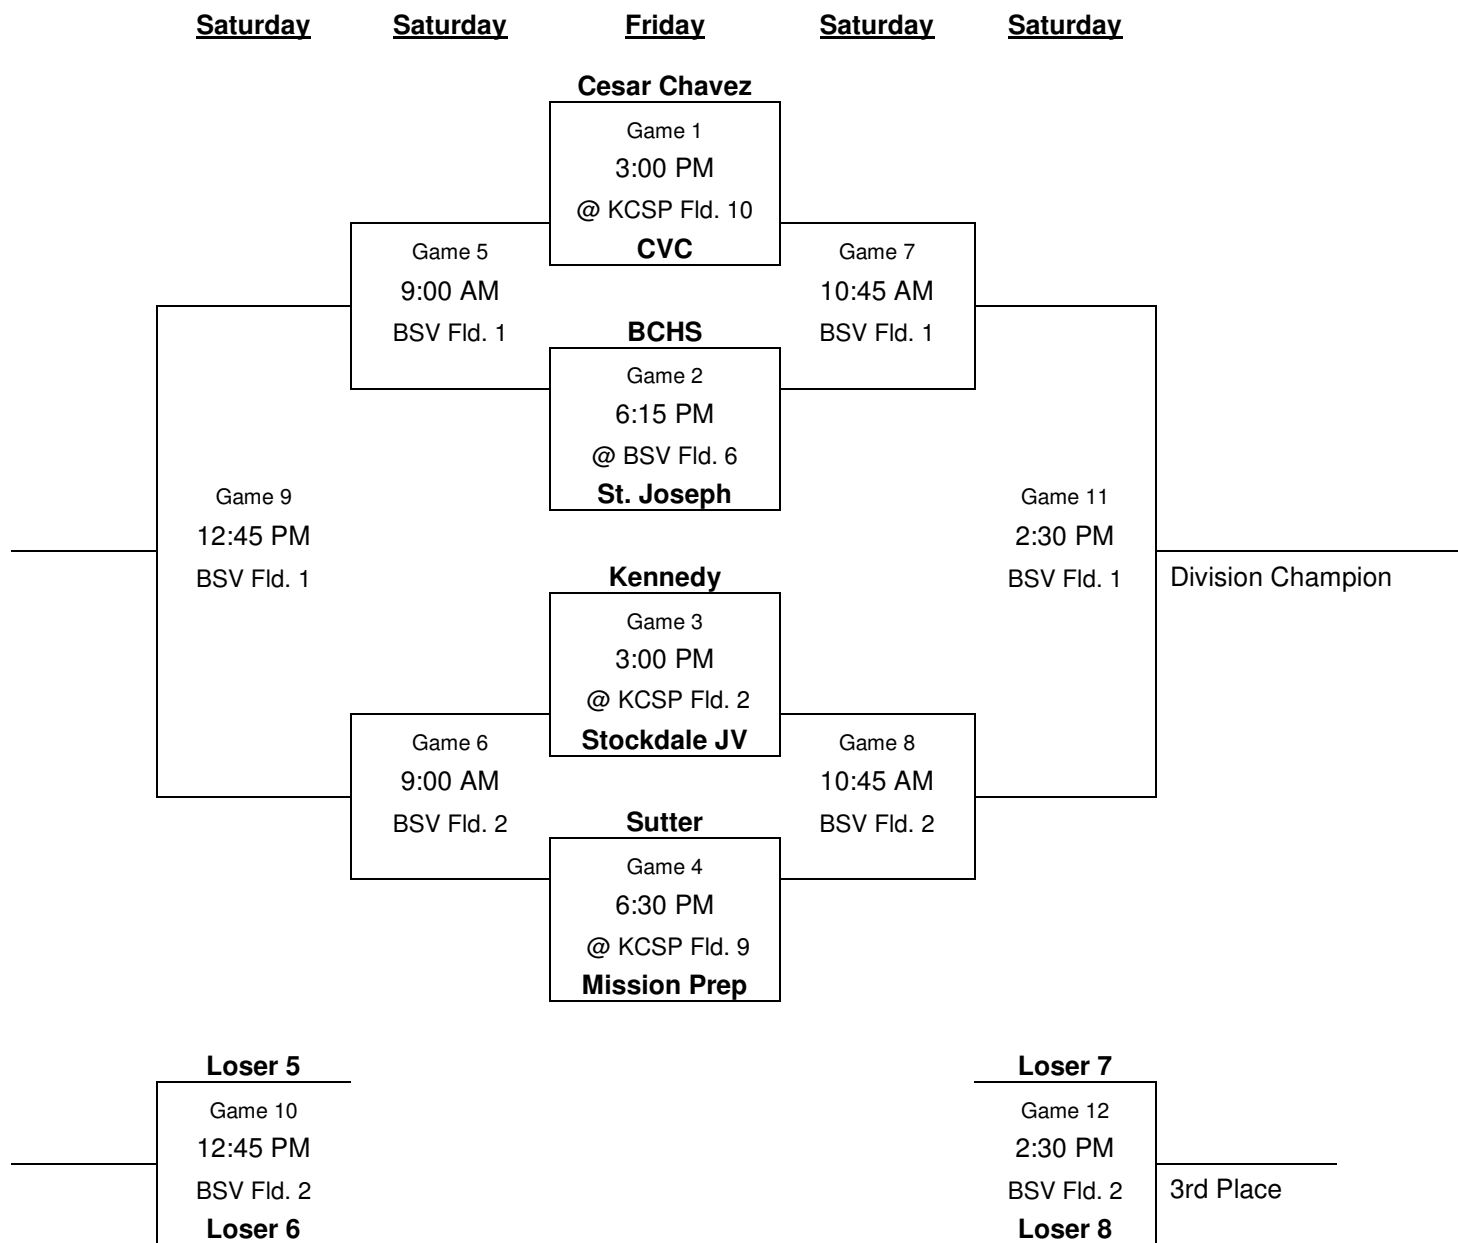 Saturday Saturday Friday Saturday Saturday
Cesar Chavez
Game 1
3:00 PM
@ KCSP Fld. 10
CVC
Game 5
9:00 AM
BSV Fld. 1
Game 7
10:45 AM
BSV Fld. 1
BCHS
Game 2
6:15 PM
@ BSV Fld. 6
St. Joseph
Game 9
12:45 PM
BSV Fld. 1
Game 11
2:30 PM
BSV Fld. 1
Division Champion
Kennedy
Game 3
3:00 PM
@ KCSP Fld. 2
Stockdale JV
Game 6
9:00 AM
BSV Fld. 2
Game 8
10:45 AM
BSV Fld. 2
Sutter
Game 4
6:30 PM
@ KCSP Fld. 9
Mission Prep
Loser 5
Game 10
12:45 PM
BSV Fld. 2
Loser 6
Loser 7
Game 12
2:30 PM
BSV Fld. 2
Loser 8
3rd Place